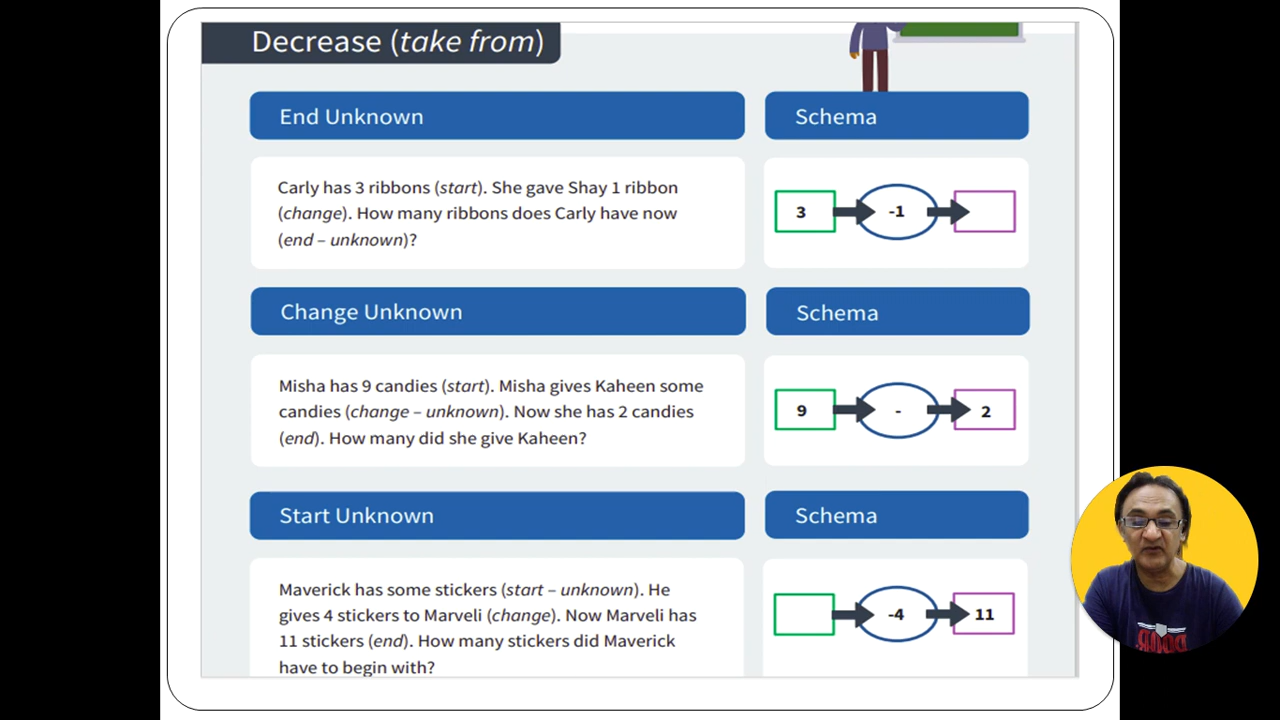 Decrease (take from)
End Unknown
Schema
Carly has 3 ribbons (start). She gave Shay 1 ribbon
(change). How many ribbons does Carly have now
(end – unknown)?
3
-1
Change Unknown
Schema
Misha has 9 candies (start). Misha gives Kaheen some
candies (change – unknown). Now she has 2 candies
(end). How many did she give Kaheen?
9
-
2
Start Unknown
Schema
Maverick has some stickers (start – unknown). He
gives 4 stickers to Marveli (change). Now Marveli has
11 stickers (end). How many stickers did Maverick
have to begin with?
-4
11